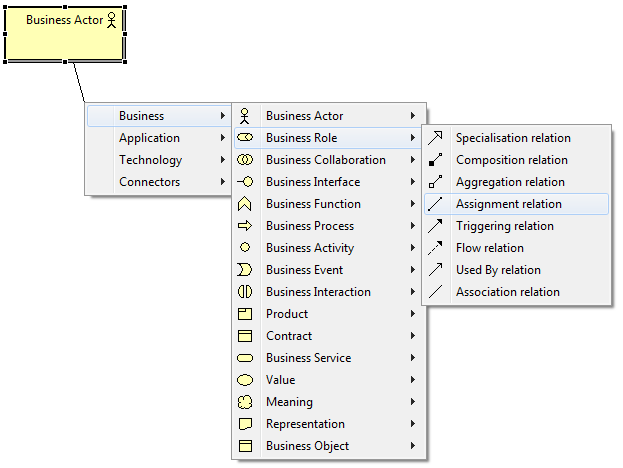 Business Actor
Business
Application
Technology
Connectors
Business Actor
Business Role
Business Collaboration
Business Interface
Business Function
Business Process
Business Activity
Business Event
Business Interaction
Product
Contract
Business Service
Value
Meaning
Representation
Business Object
Specialisation relation
Composition relation
Aggregation relation
Assignment relation
Triggering relation
Flow relation
Used By relation
Association relation